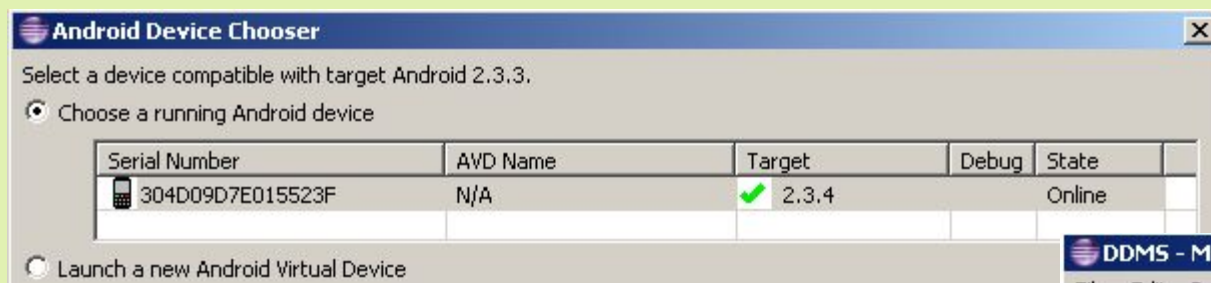 Android Device Chooser
Select a device compatible with target Android 2.3.3.
Choose a running Android device
Serial Number AVD Name Target Debug State
304D09D7E015523F N/A 2.3.4 Online
Launch a new Android Virtual Device
DDMS - M